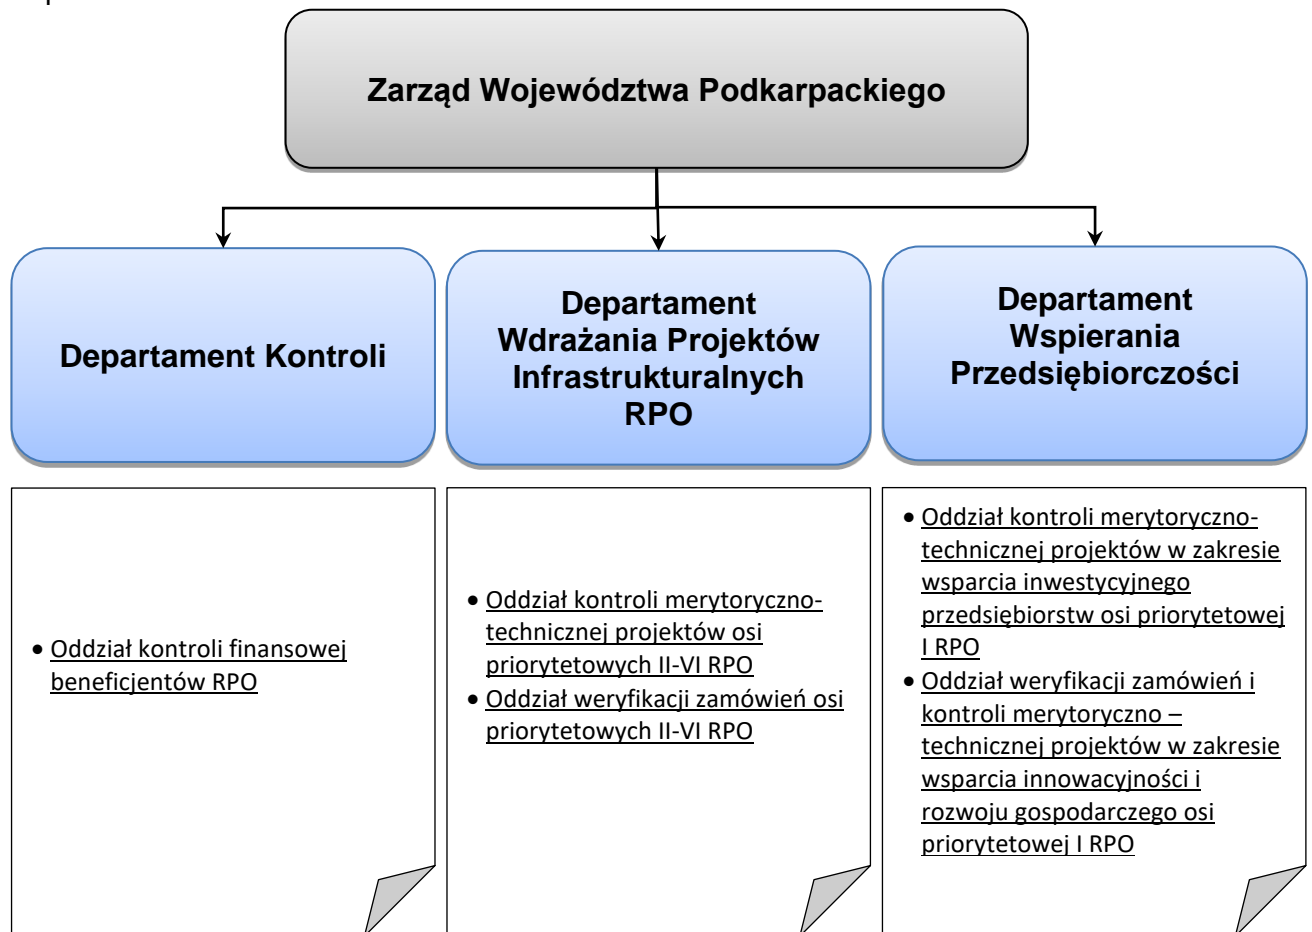 Zarząd Województwa Podkarpackiego
Departament Kontroli
Departament
Wdrażania Projektów
Infrastrukturalnych
RPO
Departament
Wspierania
Przedsiębiorczości
• Oddział kontroli finansowej
beneficjentów RPO
• Oddział kontroli merytoryczno-
technicznej projektów osi
priorytetowych II-VI RPO
• Oddział weryfikacji zamówień osi
priorytetowych II-VI RPO
• Oddział kontroli merytoryczno-
technicznej projektów w zakresie
wsparcia inwestycyjnego
przedsiębiorstw osi priorytetowej
I RPO
• Oddział weryfikacji zamówień i
kontroli merytoryczno –
technicznej projektów w zakresie
wsparcia innowacyjności i
rozwoju gospodarczego osi
priorytetowej I RPO